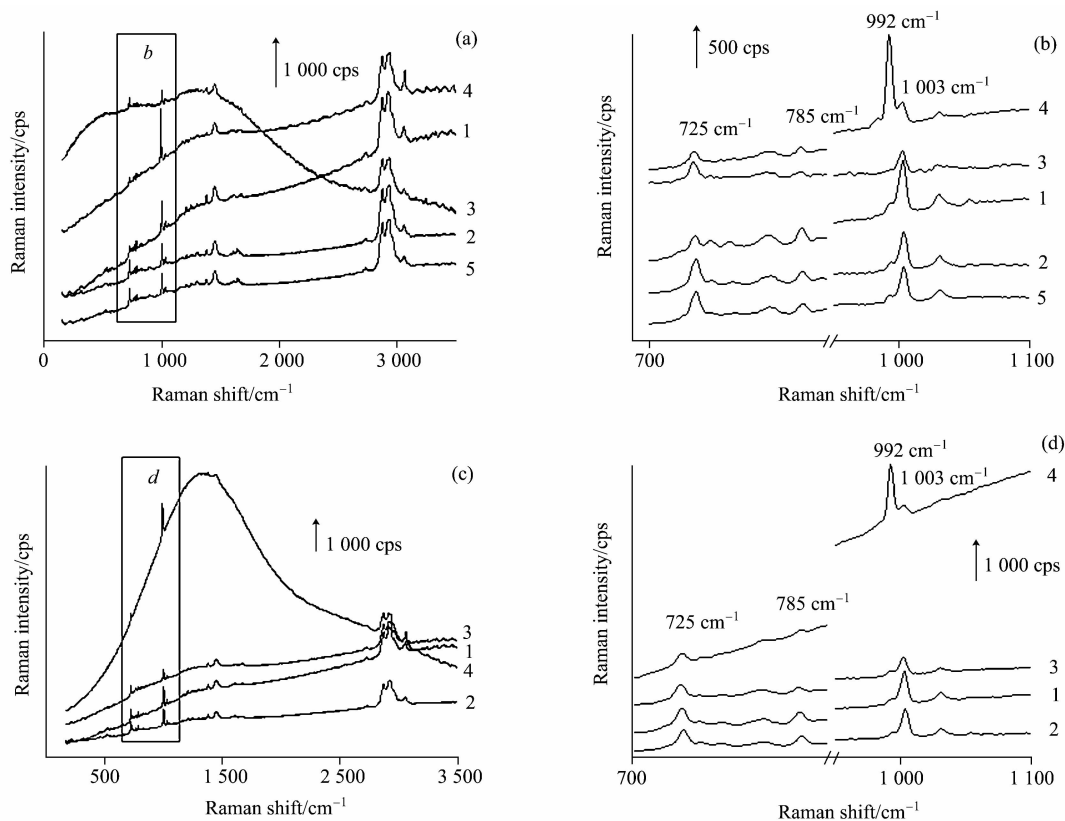 (a)
b
1 000 cps
4
1
3
2
5
Raman intensity/cps
0
1 000
2 000
3 000
Raman shift/cm⁻¹
992 cm⁻¹
(b)
500 cps
1 003 cm⁻¹
785 cm⁻¹
725 cm⁻¹
4
3
1
2
5
Raman intensity/cps
700
1 000
1 100
Raman shift/cm⁻¹
(c)
d
1 000 cps
3
1
4
2
Raman intensity/cps
500
1 500
2 500
3 500
Raman shift/cm⁻¹
992 cm⁻¹
(d)
1 003 cm⁻¹
4
1 000 cps
785 cm⁻¹
725 cm⁻¹
3
1
2
Raman intensity/cps
700
1 000
1 100
Raman shift/cm⁻¹